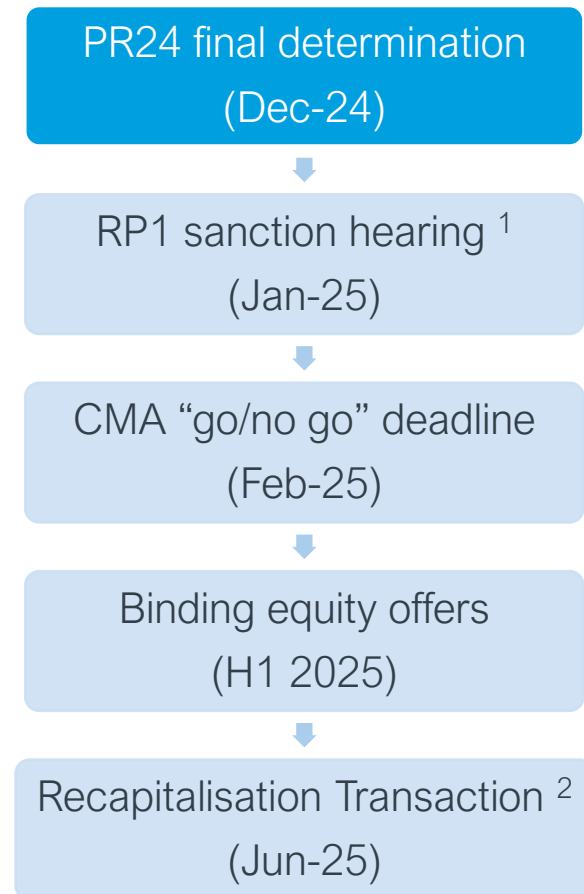 PR24 final determination
(Dec-24)
RP1 sanction hearing ¹
(Jan-25)
CMA “go/no go” deadline
(Feb-25)
Binding equity offers
(H1 2025)
Recapitalisation Transaction ²
(Jun-25)